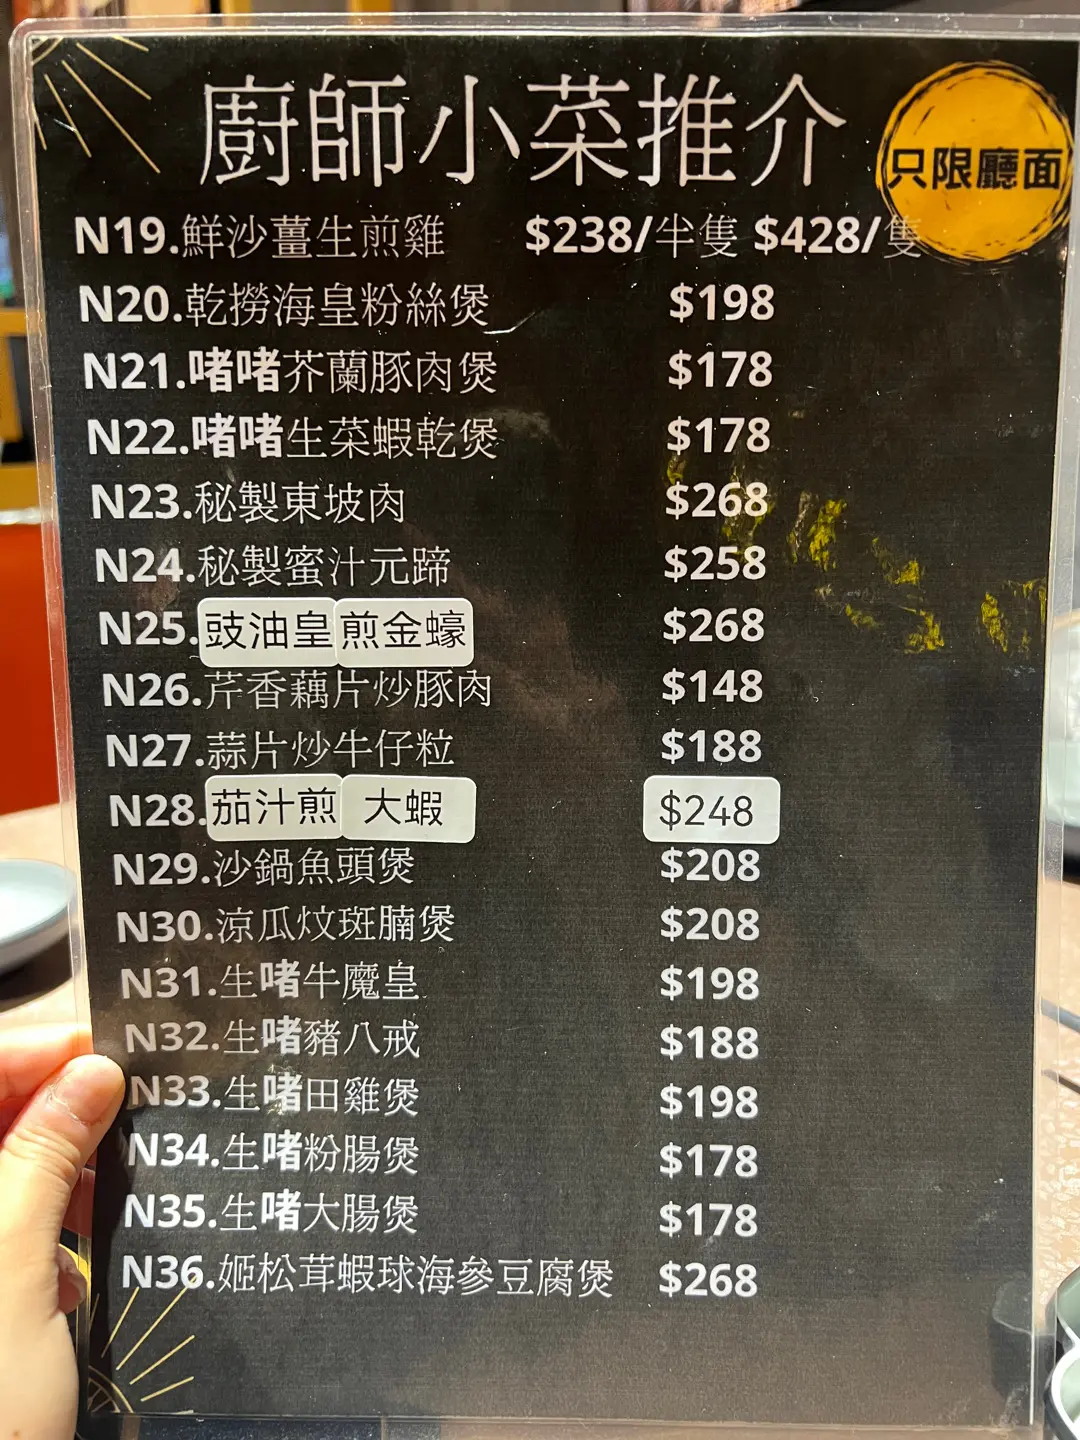 廚師小菜推介
只限廳面
N19.鮮沙薑生煎雞 $238/半隻 $428/隻
N20.乾撈海皇粉絲煲 $198
N21.啫啫芥蘭豚肉煲 $178
N22.啫啫生菜蝦乾煲 $178
N23.秘製東坡肉 $268
N24.秘製蜜汁元蹄 $258
N25.豉油皇煎金蠔 $268
N26.芹香藕片炒豚肉 $148
N27.蒜片炒牛仔粒 $188
N28.茄汁煎 大蝦 $248
N29.沙鍋魚頭煲 $208
N30.涼瓜炆斑腩煲 $208
N31.生啫牛魔皇 $198
N32.生啫豬八戒 $188
N33.生啫田雞煲 $198
N34.生啫粉腸煲 $178
N35.生啫大腸煲 $178
N36.姬松茸蝦球海參豆腐煲 $268